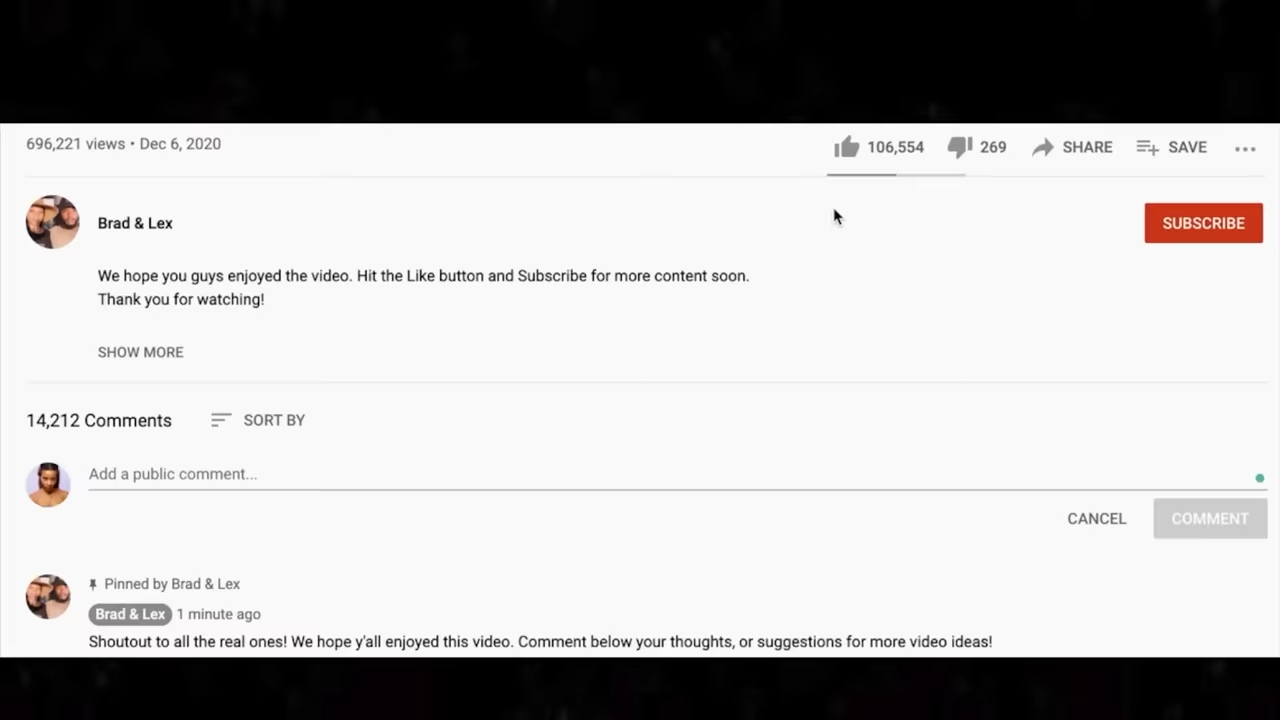 696,221 views • Dec 6, 2020
106,554
269
SHARE
SAVE
Brad & Lex
SUBSCRIBE
We hope you guys enjoyed the video. Hit the Like button and Subscribe for more content soon.
Thank you for watching!
SHOW MORE
14,212 Comments
SORT BY
Add a public comment...
CANCEL
COMMENT
Pinned by Brad & Lex
Brad & Lex 1 minute ago
Shoutout to all the real ones! We hope y'all enjoyed this video. Comment below your thoughts, or suggestions for more video ideas!